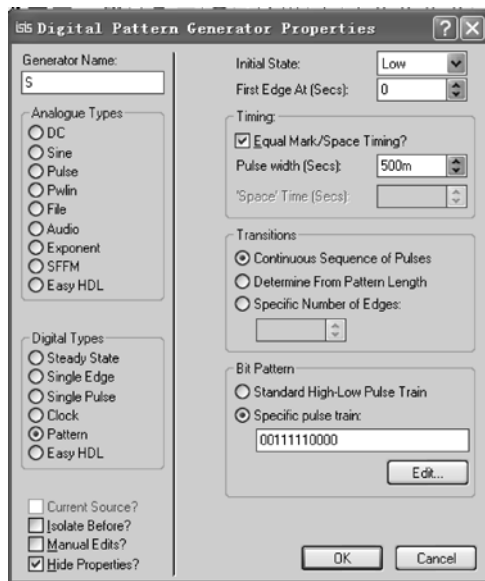 isis Digital Pattern Generator Properties
Generator Name:
S
Analogue Types
DC
Sine
Pulse
Pwlin
File
Audio
Exponent
SFFM
Easy HDL
Digital Types
Steady State
Single Edge
Single Pulse
Clock
Pattern
Easy HDL
Current Source?
Isolate Before?
Manual Edits?
Hide Properties?
Initial State: Low
First Edge At (Secs): 0
Timing:
Equal Mark/Space Timing?
Pulse width (Secs): 500m
'Space' Time (Secs):
Transitions
Continuous Sequence of Pulses
Determine From Pattern Length
Specific Number of Edges:
Bit Pattern
Standard High-Low Pulse Train
Specific pulse train:
00111110000
Edit...
OK Cancel